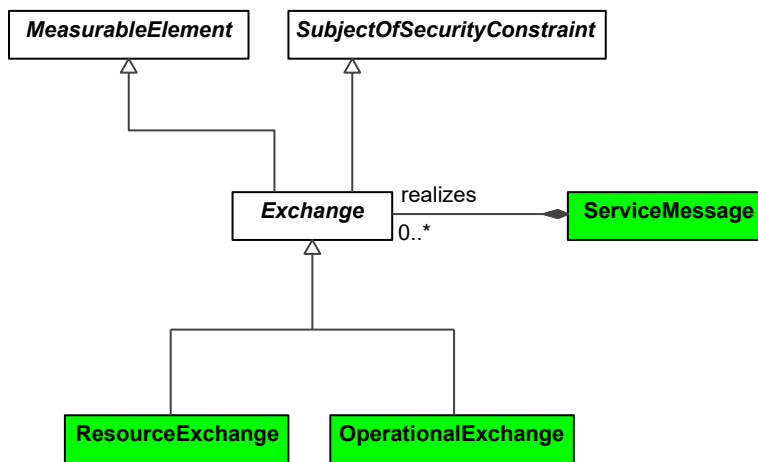 MeasurableElement
SubjectOfSecurityConstraint
Exchange
realizes
0..*
ServiceMessage
ResourceExchange
OperationalExchange